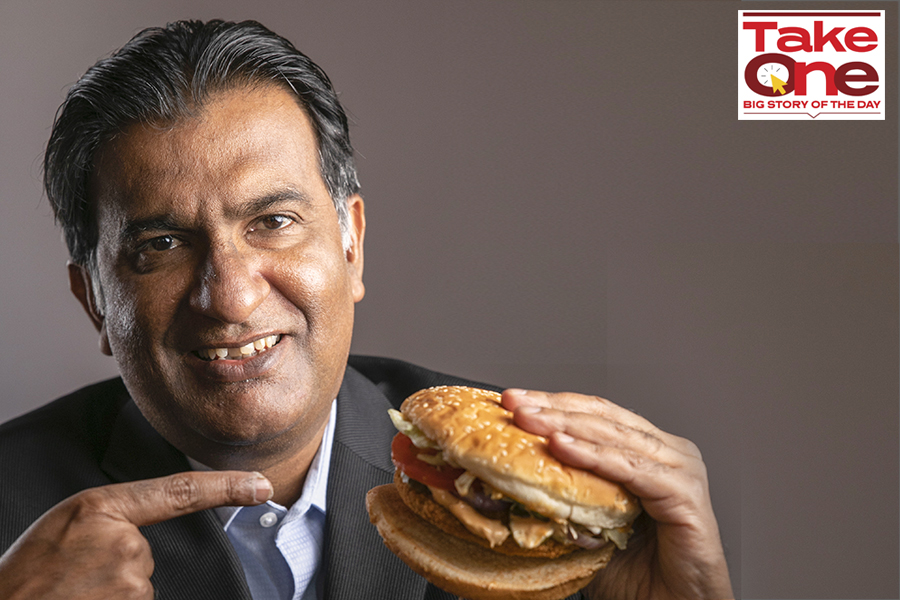 Take
One
BIG STORY OF THE DAY